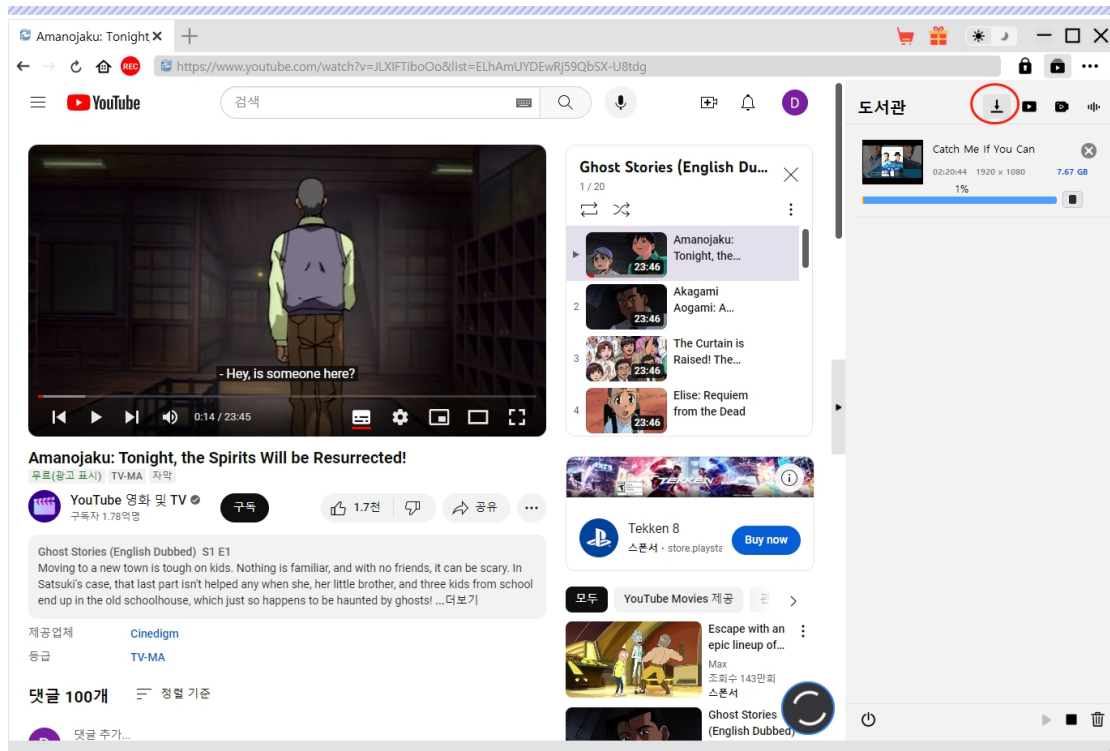 Amanojaku: Tonight
REC
https://www.youtube.com/watch?v=JLXIFTiboOo&list=ELhAmUYDEwRj59QbSX-U8tdg
YouTube
검색
D
- Hey, is someone here?
0:14 / 23:45
Amanojaku: Tonight, the Spirits Will be Resurrected!
무료(광고 표시) TV-MA 자막
YouTube 영화 및 TV
구독자 1.78억명
구독
1.7천
공유
Ghost Stories (English Dubbed) S1 E1
Moving to a new town is tough on kids. Nothing is familiar, and with no friends, it can be scary. In
Satsuki's case, that last part isn't helped any when she, her little brother, and three kids from school
end up in the old schoolhouse, which just so happens to be haunted by ghosts! ...더보기
제공업체 Cinedigm
등급 TV-MA
댓글 100개 정렬 기준
댓글 추가...
Ghost Stories (English Du...
1 / 20
Amanojaku:
Tonight, the...
23:46
2
Akagami
Aogami: A...
23:46
3
The Curtain is
Raised! The...
23:46
4
Elise: Requiem
from the Dead
23:46
TEKKEN 8
Tekken 8
스폰서 · store.playsta
Buy now
모두 YouTube Movies 제공
Escape with an
epic lineup of...
Max
조회수 143만회
스폰서
Ghost Stories
(English Dubbed)
도서관
Catch Me If You Can
02:20:44 1920 x 1080 7.67 GB
1%